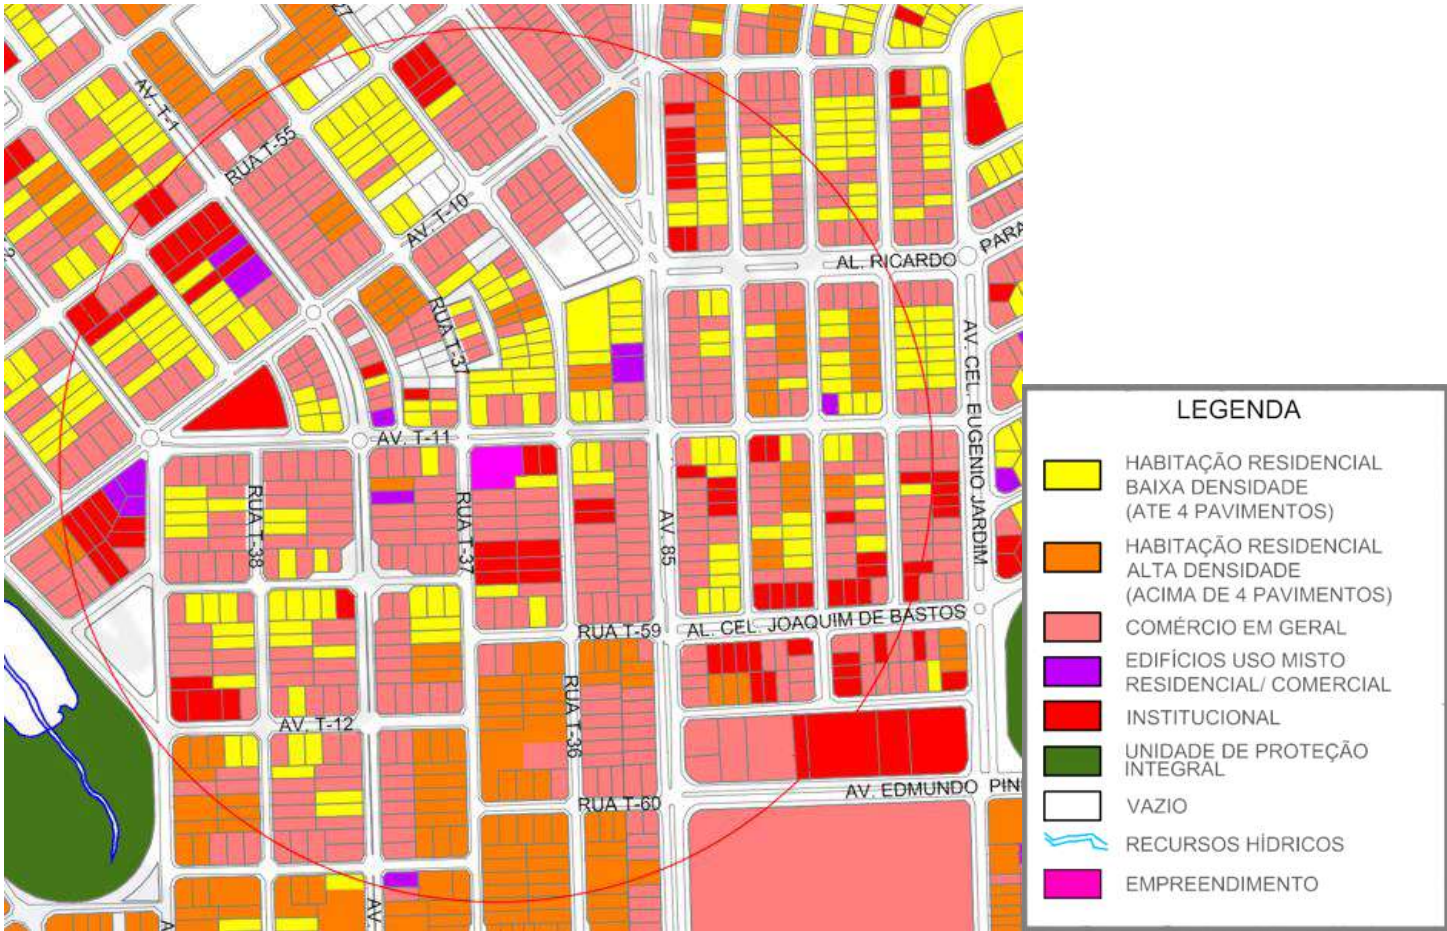 27
AV. T-1
RUA T-55
AV. T-10
AL. RICARDO
PARA
RUA T-37
AV. CEL. EUGENIO JARDIM
AV. T-11
RUA T-38
RUA T-37
AV. 85
RUA T-59
AL. CEL. JOAQUIM DE BASTOS
RUA T-36
AV. T-12
AV. EDMUNDO PIN
RUA T-60
AV.
A
LEGENDA
HABITAÇÃO RESIDENCIAL
BAIXA DENSIDADE
(ATE 4 PAVIMENTOS)
HABITAÇÃO RESIDENCIAL
ALTA DENSIDADE
(ACIMA DE 4 PAVIMENTOS)
COMÉRCIO EM GERAL
EDIFÍCIOS USO MISTO
RESIDENCIAL/ COMERCIAL
INSTITUCIONAL
UNIDADE DE PROTEÇÃO
INTEGRAL
VAZIO
RECURSOS HÍDRICOS
EMPREENDIMENTO